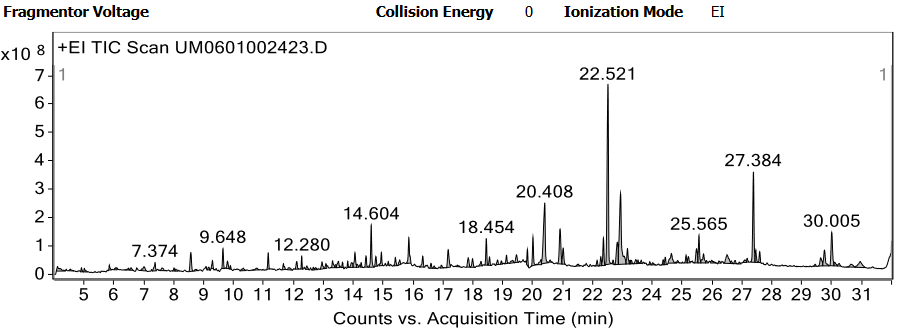 Fragmentor Voltage Collision Energy 0 Ionization Mode EI
x10 8 +EI TIC Scan UM0601002423.D
1 1
7
22.521
6
5
4
27.384
3
20.408
2
14.604
18.454 25.565 30.005
1
7.374 9.648 12.280
0
5 6 7 8 9 10 11 12 13 14 15 16 17 18 19 20 21 22 23 24 25 26 27 28 29 30 31
Counts vs. Acquisition Time (min)